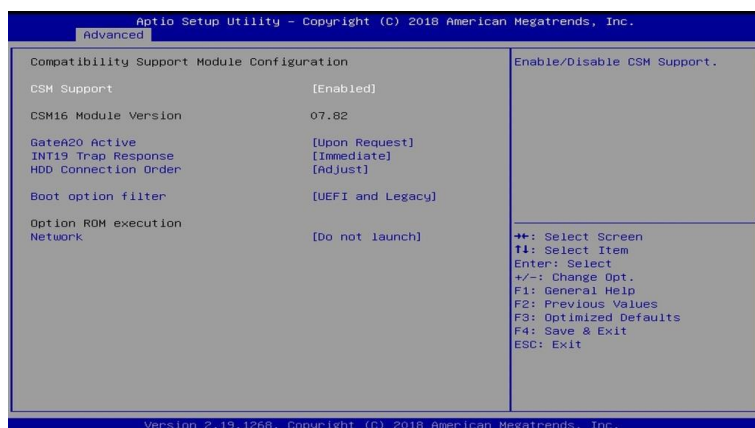 Aptio Setup Utility – Copyright (C) 2018 American Megatrends, Inc.
Advanced
Compatibility Support Module Configuration
CSM Support [Enabled]
CSM16 Module Version 07.82
GateA20 Active [Upon Request]
INT19 Trap Response [Immediate]
HDD Connection Order [Adjust]
Boot option filter [UEFI and Legacy]
Option ROM execution
Network [Do not launch]
Enable/Disable CSM Support.
→←: Select Screen
↑↓: Select Item
Enter: Select
+/-: Change Opt.
F1: General Help
F2: Previous Values
F3: Optimized Defaults
F4: Save & Exit
ESC: Exit
Version 2.19.1268. Copyright (C) 2018 American Megatrends, Inc.